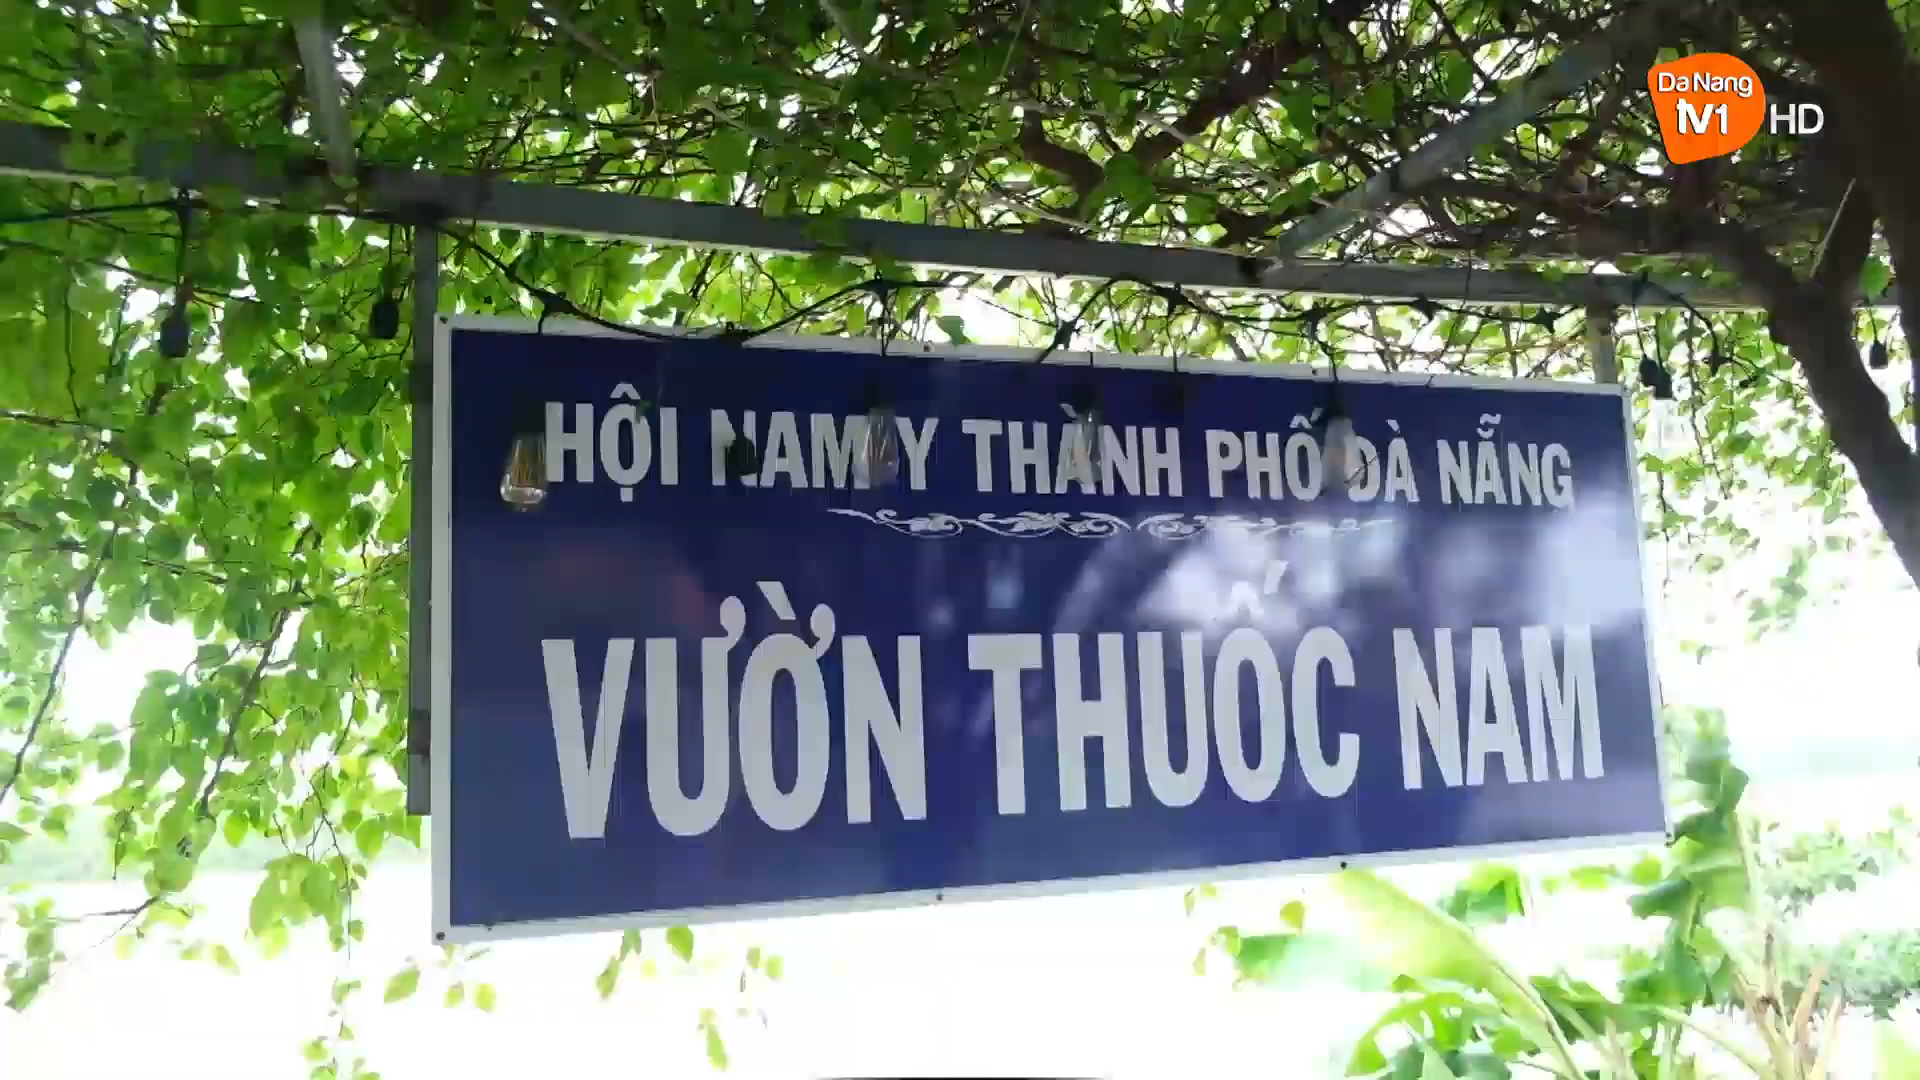 Da Nang
tv1 HD
HỘI NAM Y THÀNH PHỐ ĐÀ NẴNG
VƯỜN THUỐC NAM